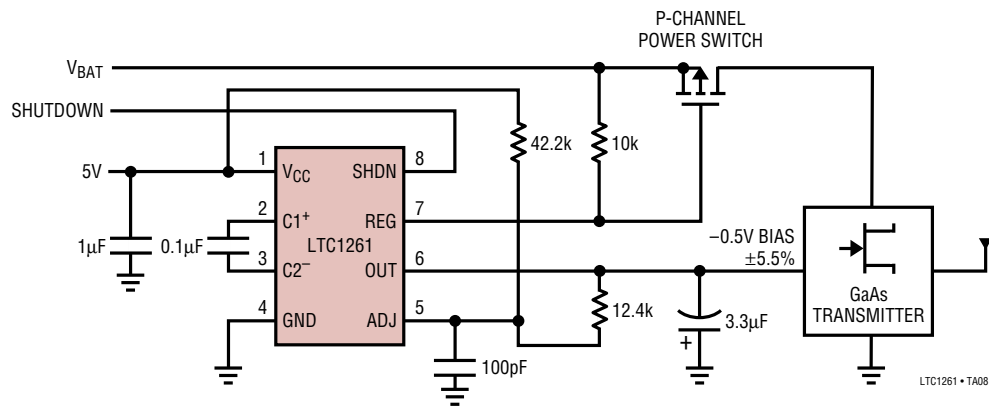 P-CHANNEL
POWER SWITCH
VBAT
SHUTDOWN
42.2k
10k
5V
1
VCC
SHDN
8
2
C1+
REG
7
1µF
0.1µF
LTC1261
3
C2−
OUT
6
−0.5V BIAS
±5.5%
4
GND
ADJ
5
12.4k
3.3µF
+
100pF
GaAs
TRANSMITTER
LTC1261 • TA08